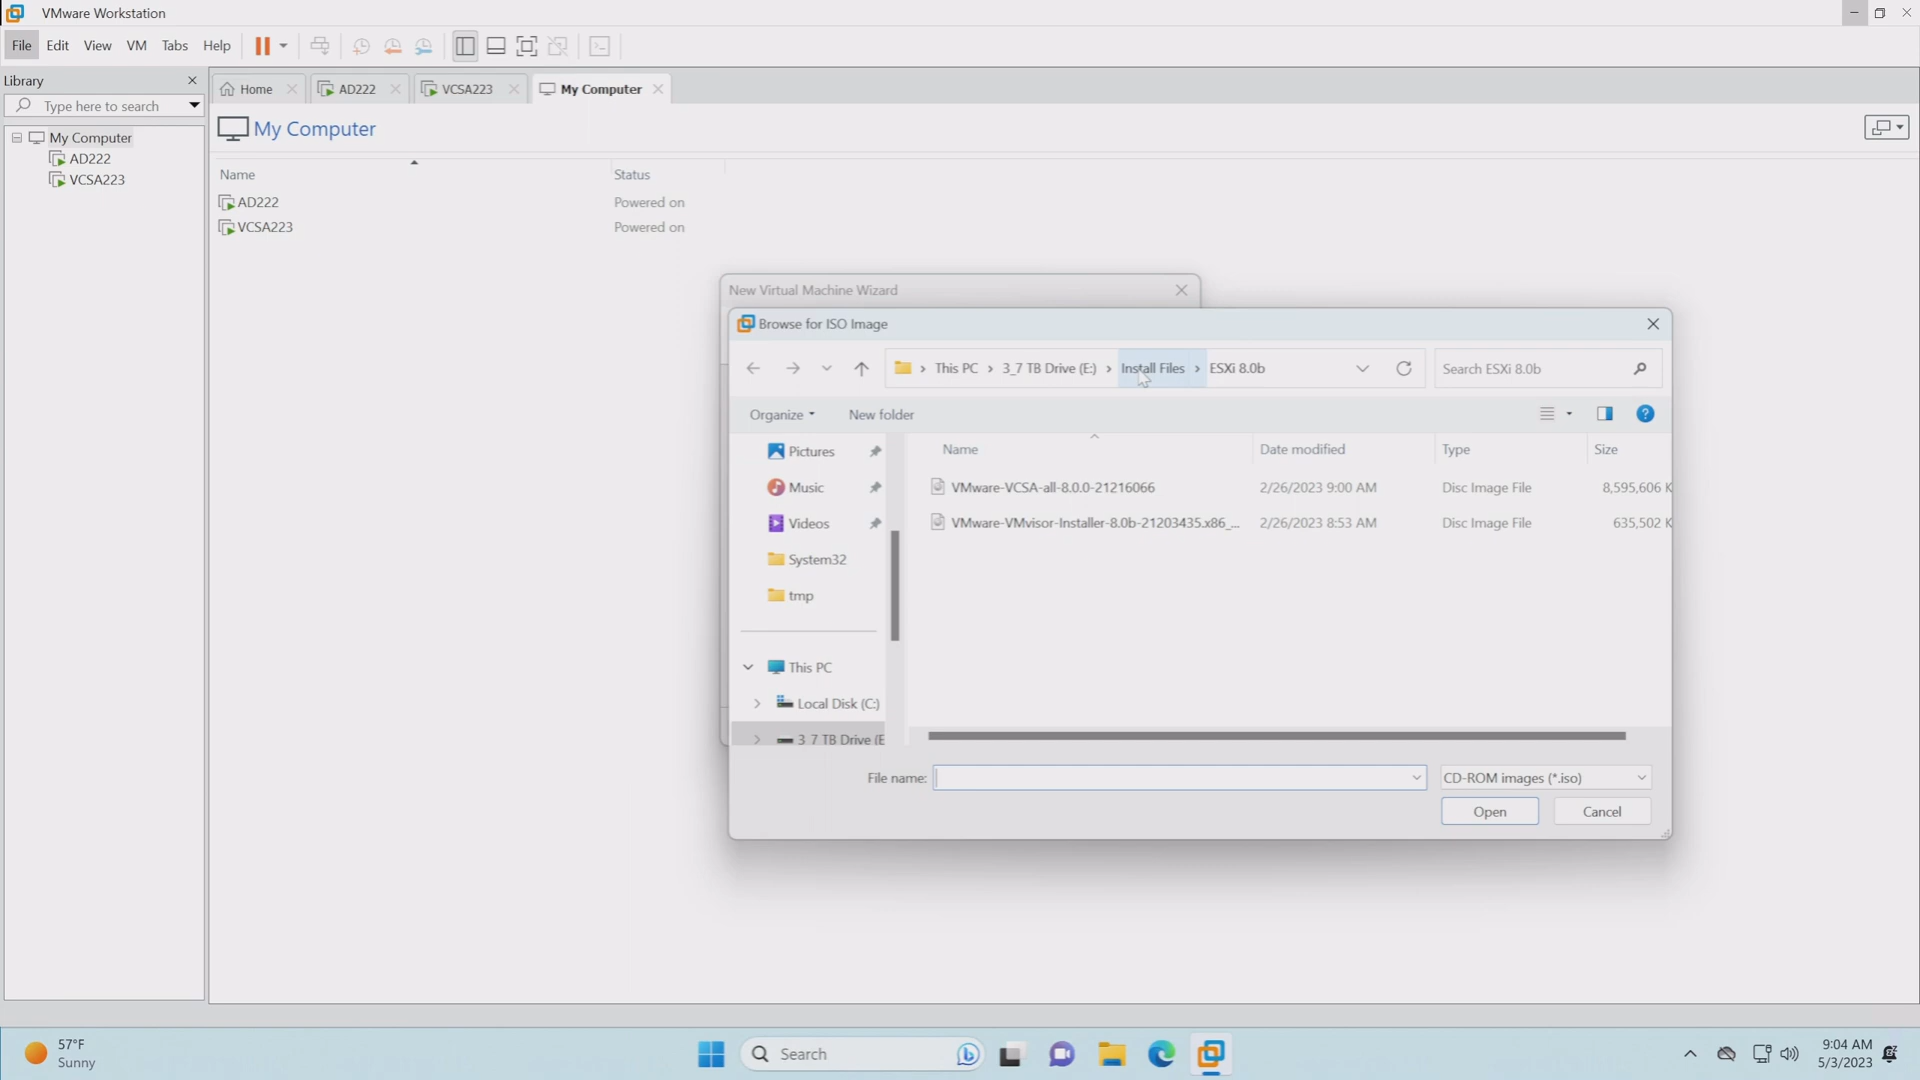 VMware Workstation
File Edit View VM Tabs Help
Library
Type here to search
My Computer
AD222
VCSA223
Home
AD222
VCSA223
My Computer
My Computer
Name Status
AD222 Powered on
VCSA223 Powered on
New Virtual Machine Wizard
Browse for ISO Image
This PC 3_7 TB Drive (E:) Install Files ESXi 8.0b
Search ESXi 8.0b
Organize New folder
Pictures
Music
Videos
System32
tmp
This PC
Local Disk (C:)
3_7 TB Drive (E
Name Date modified Type Size
VMware-VCSA-all-8.0.0-21216066 2/26/2023 9:00 AM Disc Image File 8,595,606 K
VMware-VMvisor-Installer-8.0b-21203435.x86_... 2/26/2023 8:53 AM Disc Image File 635,502 K
File name:
CD-ROM images (*.iso)
Open Cancel
57°F
Sunny
Search
9:04 AM
5/3/2023